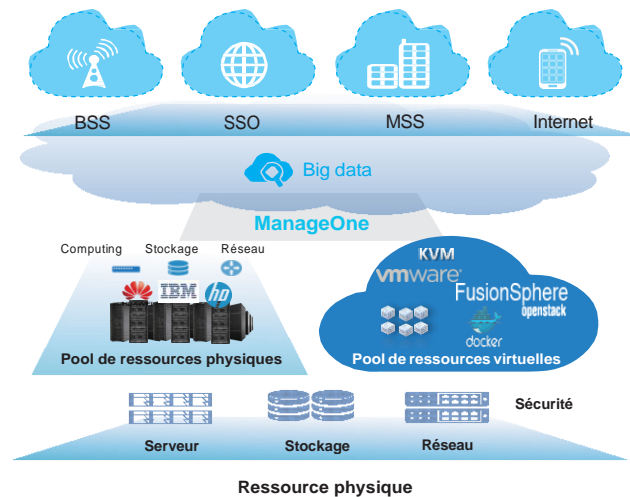 BSS
SSO
MSS
Internet
Big data
ManageOne
Computing
Stockage
Réseau
IBM
hp
Pool de ressources physiques
KVM
vmware
FusionSphere
openstack
docker
Pool de ressources virtuelles
Sécurité
Serveur
Stockage
Réseau
Ressource physique